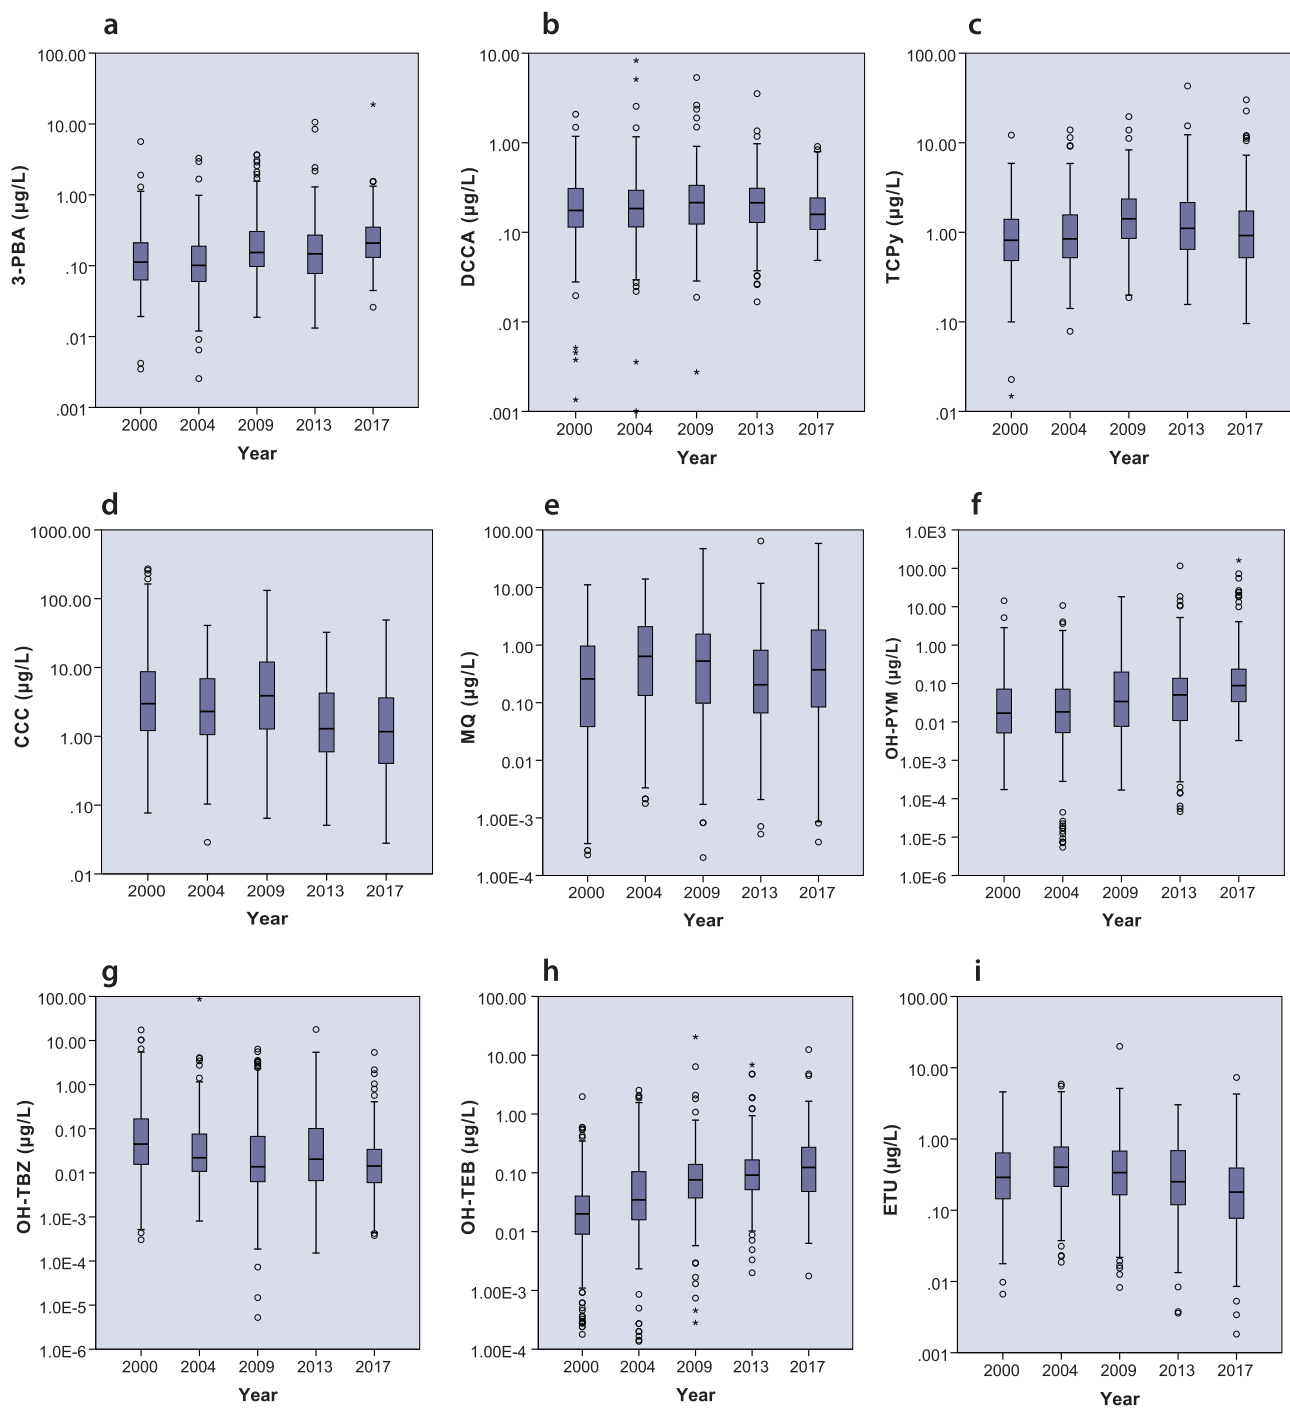 a
100.00
10.00
1.00
.10
.01
.001
3-PBA (µg/L)
2000 2004 2009 2013 2017
Year
b
10.00
1.00
.10
.01
.001
DCCA (µg/L)
2000 2004 2009 2013 2017
Year
c
100.00
10.00
1.00
.10
.01
TCPy (µg/L)
2000 2004 2009 2013 2017
Year
d
1000.00
100.00
10.00
1.00
.10
.01
CCC (µg/L)
2000 2004 2009 2013 2017
Year
e
100.00
10.00
1.00
0.10
0.01
1.00E-3
1.00E-4
MQ (µg/L)
2000 2004 2009 2013 2017
Year
f
1.0E3
100.00
10.00
1.00
0.10
0.01
1.0E-3
1.0E-4
1.0E-5
1.0E-6
OH-PYM (µg/L)
2000 2004 2009 2013 2017
Year
g
100.00
10.00
1.00
0.10
0.01
1.0E-3
1.0E-4
1.0E-5
1.0E-6
OH-TBZ (µg/L)
2000 2004 2009 2013 2017
Year
h
100.00
10.00
1.00
0.10
0.01
1.00E-3
1.00E-4
OH-TEB (µg/L)
2000 2004 2009 2013 2017
Year
i
100.00
10.00
1.00
.10
.01
.001
ETU (µg/L)
2000 2004 2009 2013 2017
Year